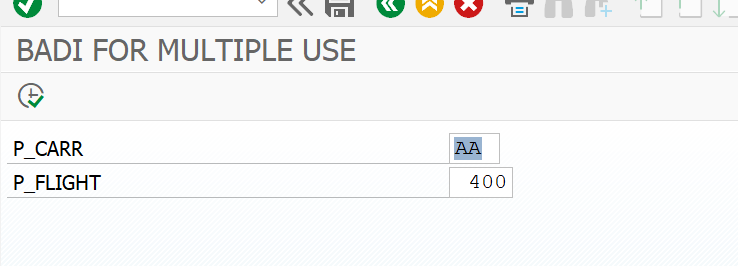 BADI FOR MULTIPLE USE
P_CARR AA
P_FLIGHT 400